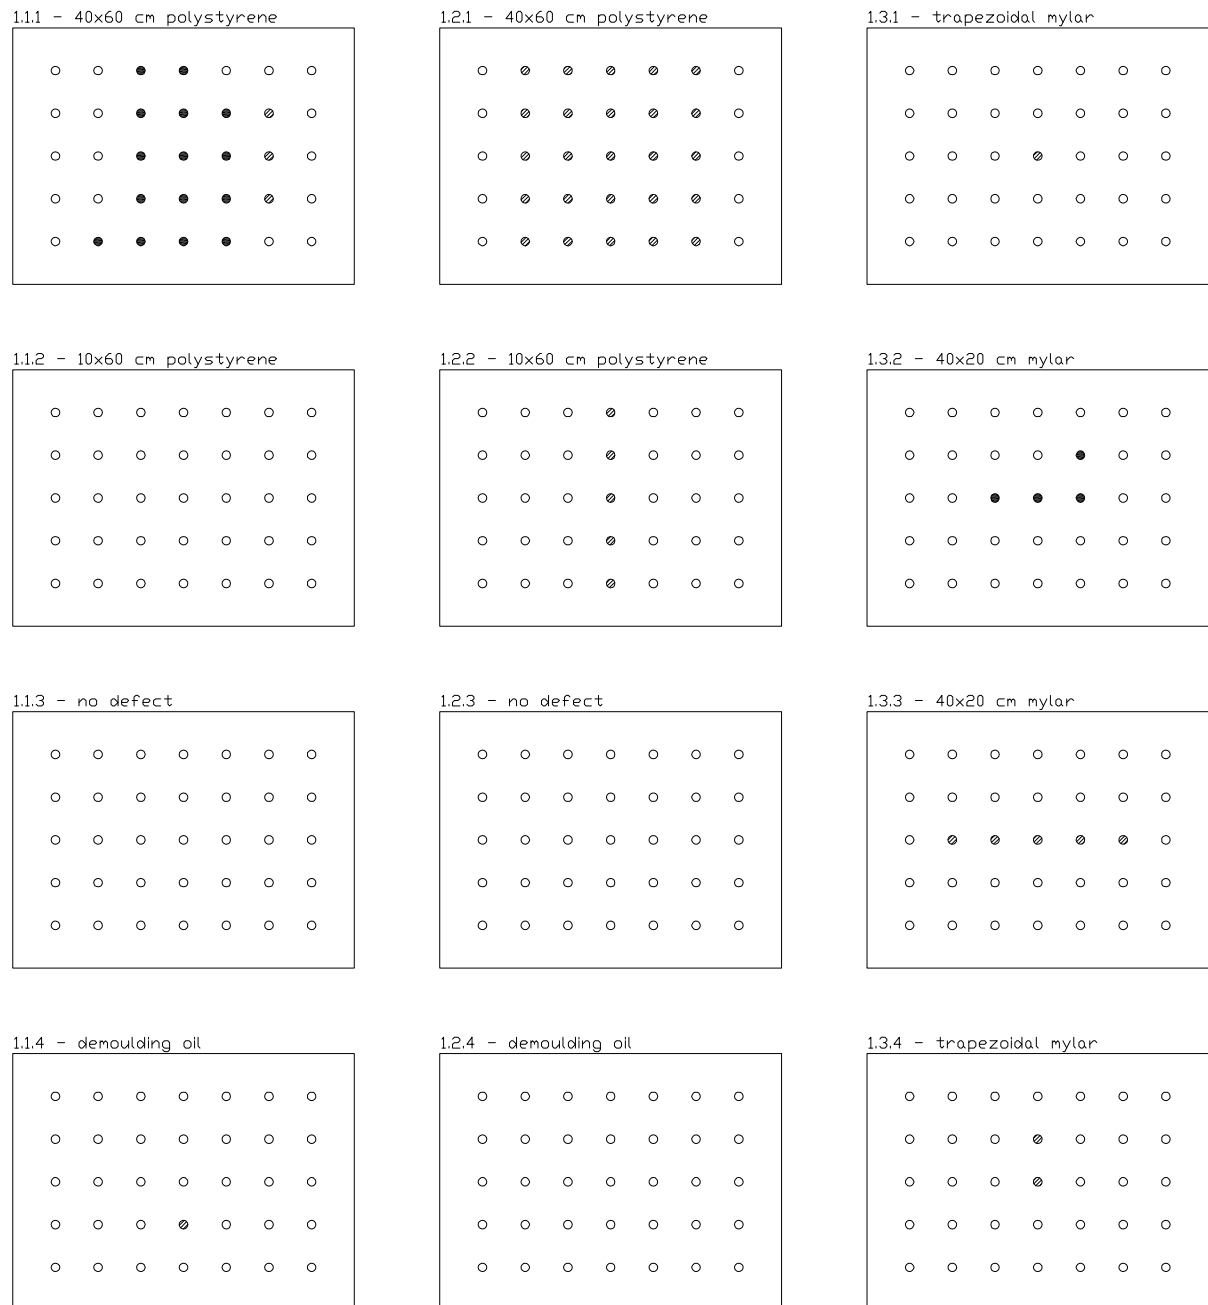 1.1.1 - 40x60 cm polystyrene
1.2.1 - 40x60 cm polystyrene
1.3.1 - trapezoidal mylar
1.1.2 - 10x60 cm polystyrene
1.2.2 - 10x60 cm polystyrene
1.3.2 - 40x20 cm mylar
1.1.3 - no defect
1.2.3 - no defect
1.3.3 - 40x20 cm mylar
1.1.4 - demoulding oil
1.2.4 - demoulding oil
1.3.4 - trapezoidal mylar